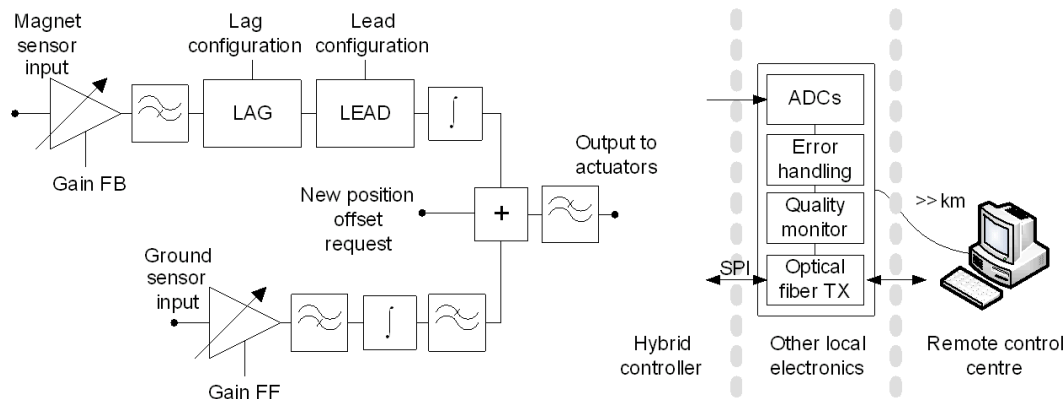 Magnet
sensor
input
Lag
configuration
Lead
configuration
LAG
LEAD
∫
Gain FB
New position
offset
request
+
Output to
actuators
Ground
sensor
input
∫
Gain FF
ADCs
Error
handling
Quality
monitor
Optical
fiber TX
SPI
>> km
Hybrid
controller
Other local
electronics
Remote control
centre